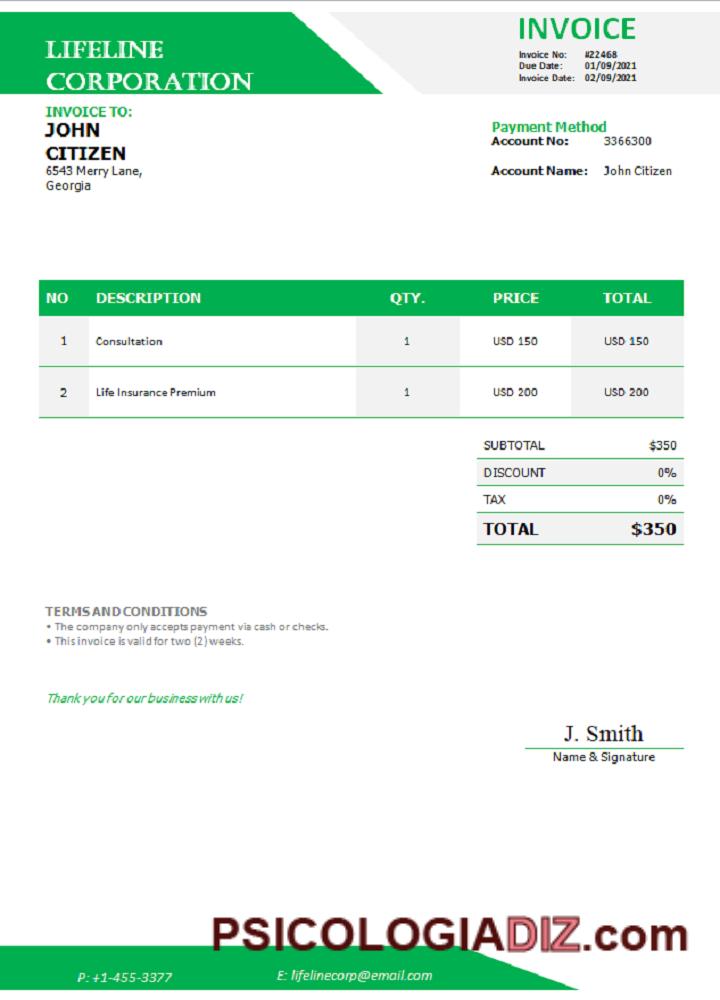 LIFELINE
CORPORATION
INVOICE
Invoice No: #22468
Due Date: 01/09/2021
Invoice Date: 02/09/2021
INVOICE TO:
JOHN
CITIZEN
6543 Merry Lane,
Georgia
Payment Method
Account No: 3366300
Account Name: John Citizen
NO DESCRIPTION QTY. PRICE TOTAL
1 Consultation 1 USD 150 USD 150
2 Life Insurance Premium 1 USD 200 USD 200
SUBTOTAL $350
DISCOUNT 0%
TAX 0%
TOTAL $350
TERMS AND CONDITIONS
• The company only accepts payment via cash or checks.
• This invoice is valid for two (2) weeks.
Thank you for our business with us!
J. Smith
Name & Signature
PSICOLOGIADIZ.com
P: +1-455-3377 E: lifelinecorp@email.com